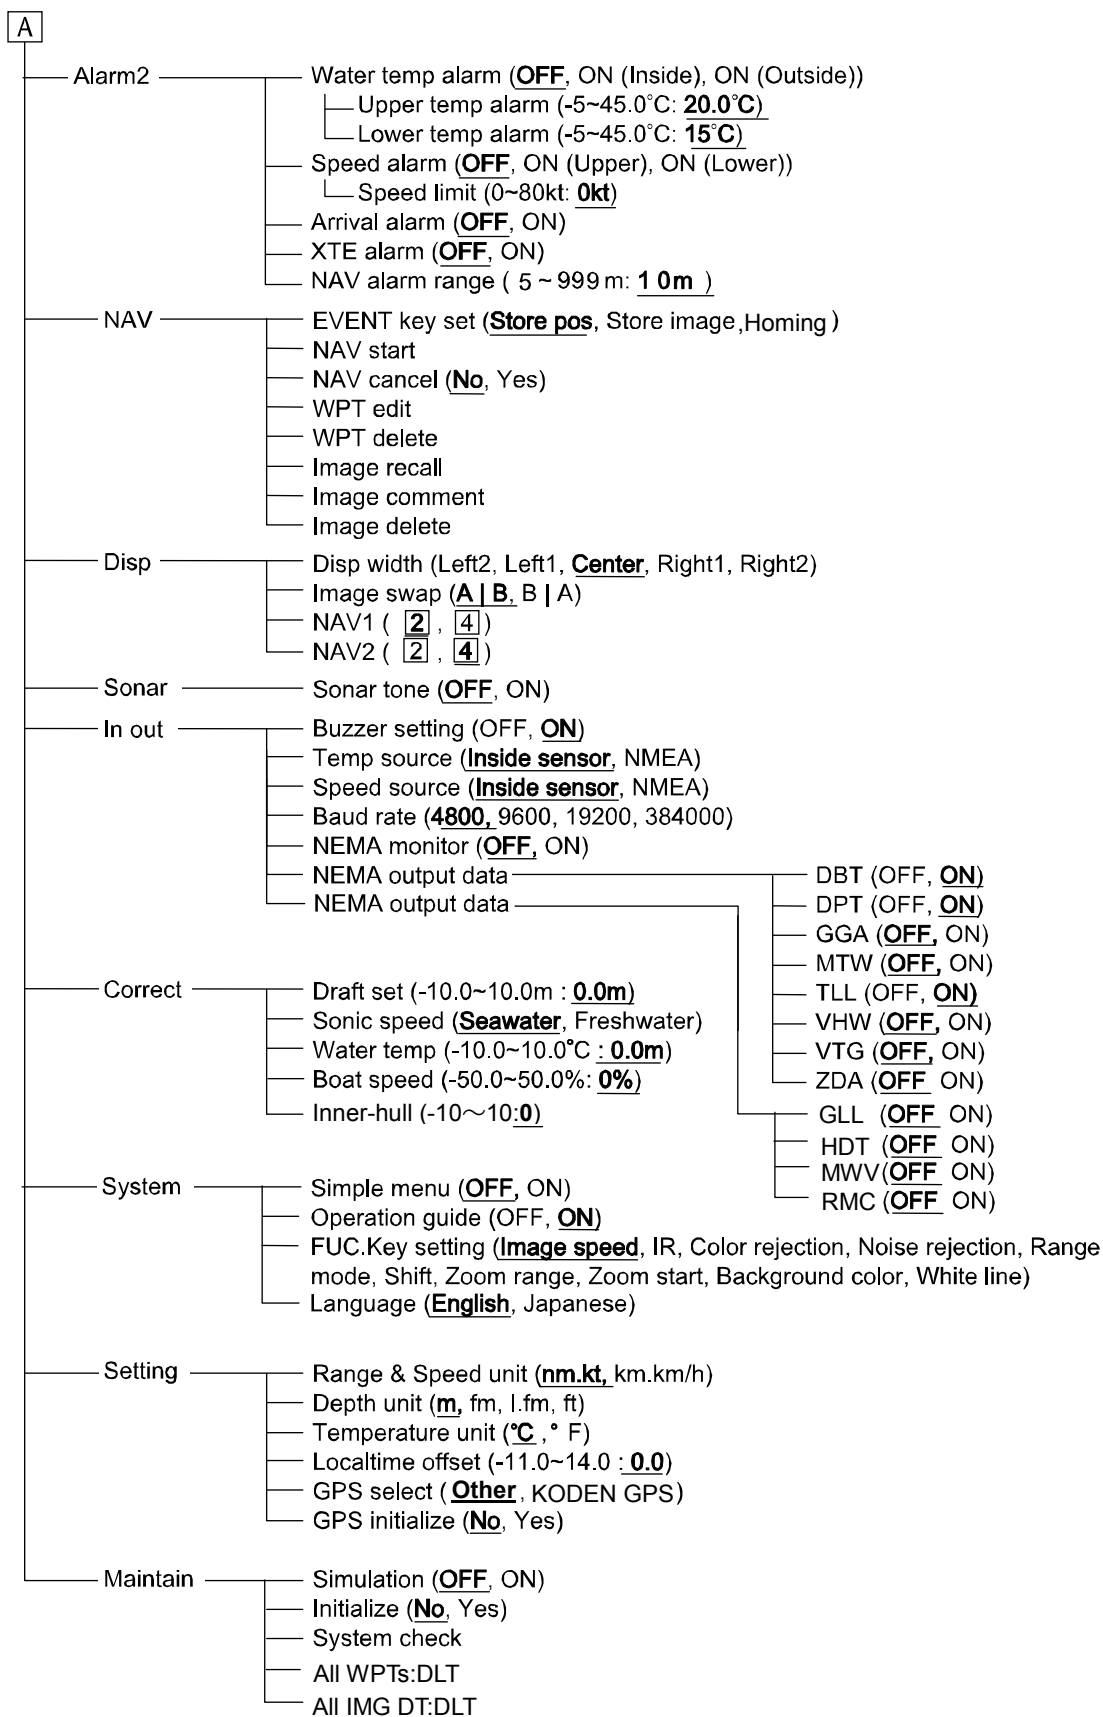 A
Alarm2
Water temp alarm (OFF, ON (Inside), ON (Outside))
Upper temp alarm (-5~45.0°C: 20.0°C)
Lower temp alarm (-5~45.0°C: 15°C)
Speed alarm (OFF, ON (Upper), ON (Lower))
Speed limit (0~80kt: 0kt)
Arrival alarm (OFF, ON)
XTE alarm (OFF, ON)
NAV alarm range ( 5 ~ 999 m: 1 0m )
NAV
EVENT key set (Store pos, Store image,Homing )
NAV start
NAV cancel (No, Yes)
WPT edit
WPT delete
Image recall
Image comment
Image delete
Disp
Disp width (Left2, Left1, Center, Right1, Right2)
Image swap (A | B, B | A)
NAV1 ( 2 , 4 )
NAV2 ( 2 , 4 )
Sonar
Sonar tone (OFF, ON)
In out
Buzzer setting (OFF, ON)
Temp source (Inside sensor, NMEA)
Speed source (Inside sensor, NMEA)
Baud rate (4800, 9600, 19200, 384000)
NEMA monitor (OFF, ON)
NEMA output data
DBT (OFF, ON)
DPT (OFF, ON)
GGA (OFF, ON)
MTW (OFF, ON)
TLL (OFF, ON)
VHW (OFF, ON)
VTG (OFF, ON)
ZDA (OFF ON)
NEMA output data
GLL (OFF ON)
HDT (OFF ON)
MWV(OFF ON)
RMC (OFF ON)
Correct
Draft set (-10.0~10.0m : 0.0m)
Sonic speed (Seawater, Freshwater)
Water temp (-10.0~10.0°C : 0.0m)
Boat speed (-50.0~50.0%: 0%)
Inner-hull (-10～10:0)
System
Simple menu (OFF, ON)
Operation guide (OFF, ON)
FUC.Key setting (Image speed, IR, Color rejection, Noise rejection, Range
mode, Shift, Zoom range, Zoom start, Background color, White line)
Language (English, Japanese)
Setting
Range & Speed unit (nm.kt, km.km/h)
Depth unit (m, fm, I.fm, ft)
Temperature unit (°C ,° F)
Localtime offset (-11.0~14.0 : 0.0)
GPS select ( Other , KODEN GPS)
GPS initialize (No, Yes)
Maintain
Simulation (OFF, ON)
Initialize (No, Yes)
System check
All WPTs:DLT
All IMG DT:DLT